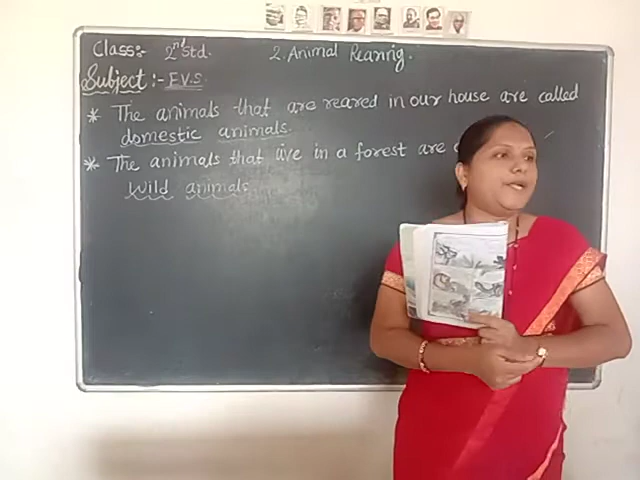 Class:- 2nd Std. 2. Animal Rearing.
Subject:- E.V.S.
* The animals that are reared in our house are called
domestic animals.
* The animals that live in a forest are
Wild animals